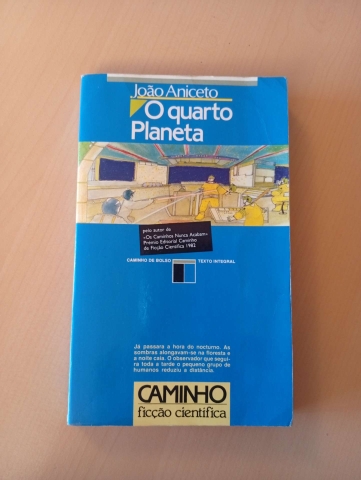 João Aniceto
O quarto
Planeta
pelo autor de
«Os Caminhos Nunca Acabam»
Prémio Editorial Caminho
de Ficção Científica 1982
CAMINHO DE BOLSO TEXTO INTEGRAL
Já passara a hora do nocturno. As
sombras alongavam-se na floresta e
a noite caía. O observador que segui-
ra toda a tarde o pequeno grupo de
humanos reduziu a distância.
CAMINHO
ficção científica